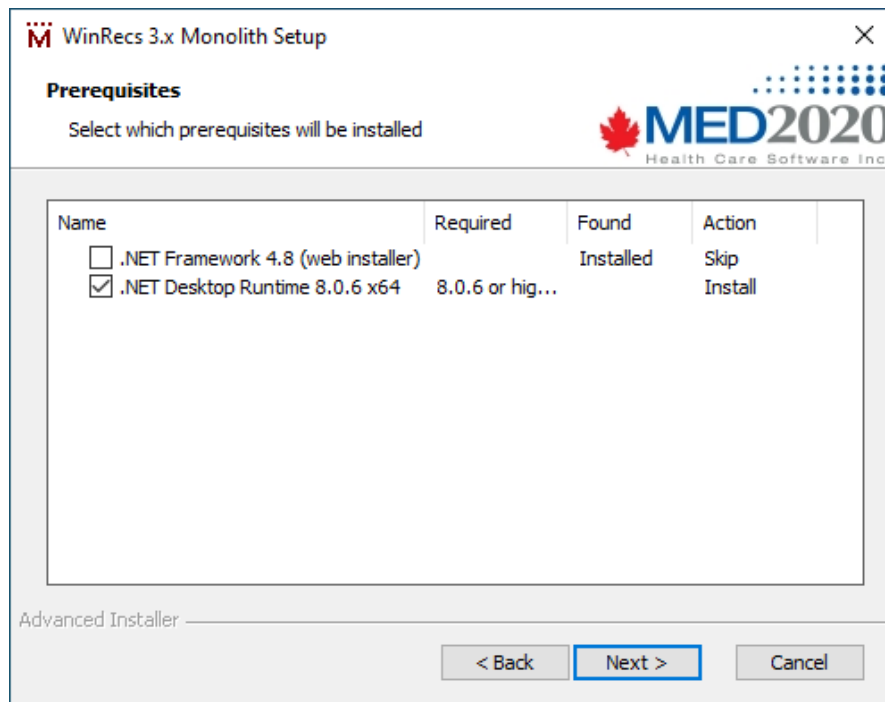 WinRecs 3.x Monolith Setup
Prerequisites
Select which prerequisites will be installed
MED2020
Health Care Software Inc
Name Required Found Action
.NET Framework 4.8 (web installer) Installed Skip
.NET Desktop Runtime 8.0.6 x64 8.0.6 or hig... Install
Advanced Installer
< Back Next > Cancel